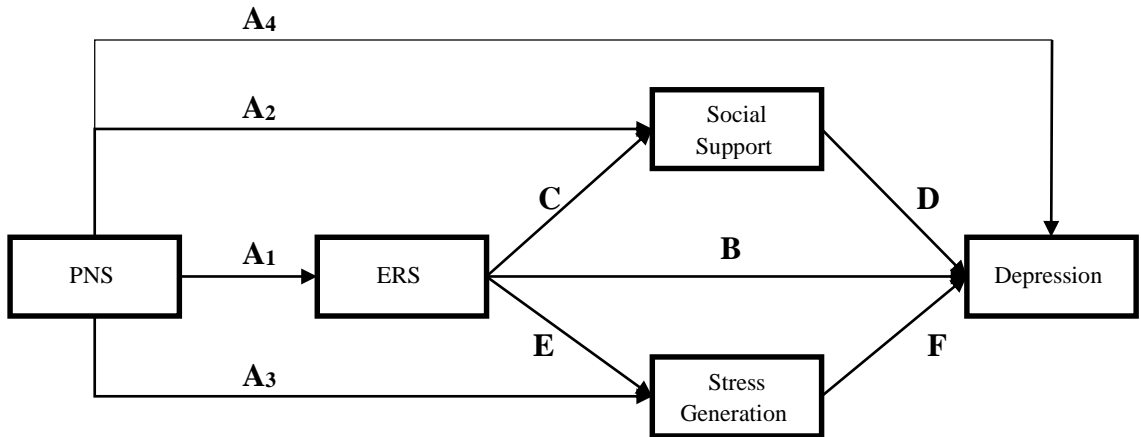 A4
A2
Social
Support
C
D
PNS
A1
ERS
B
Depression
E
F
A3
Stress
Generation